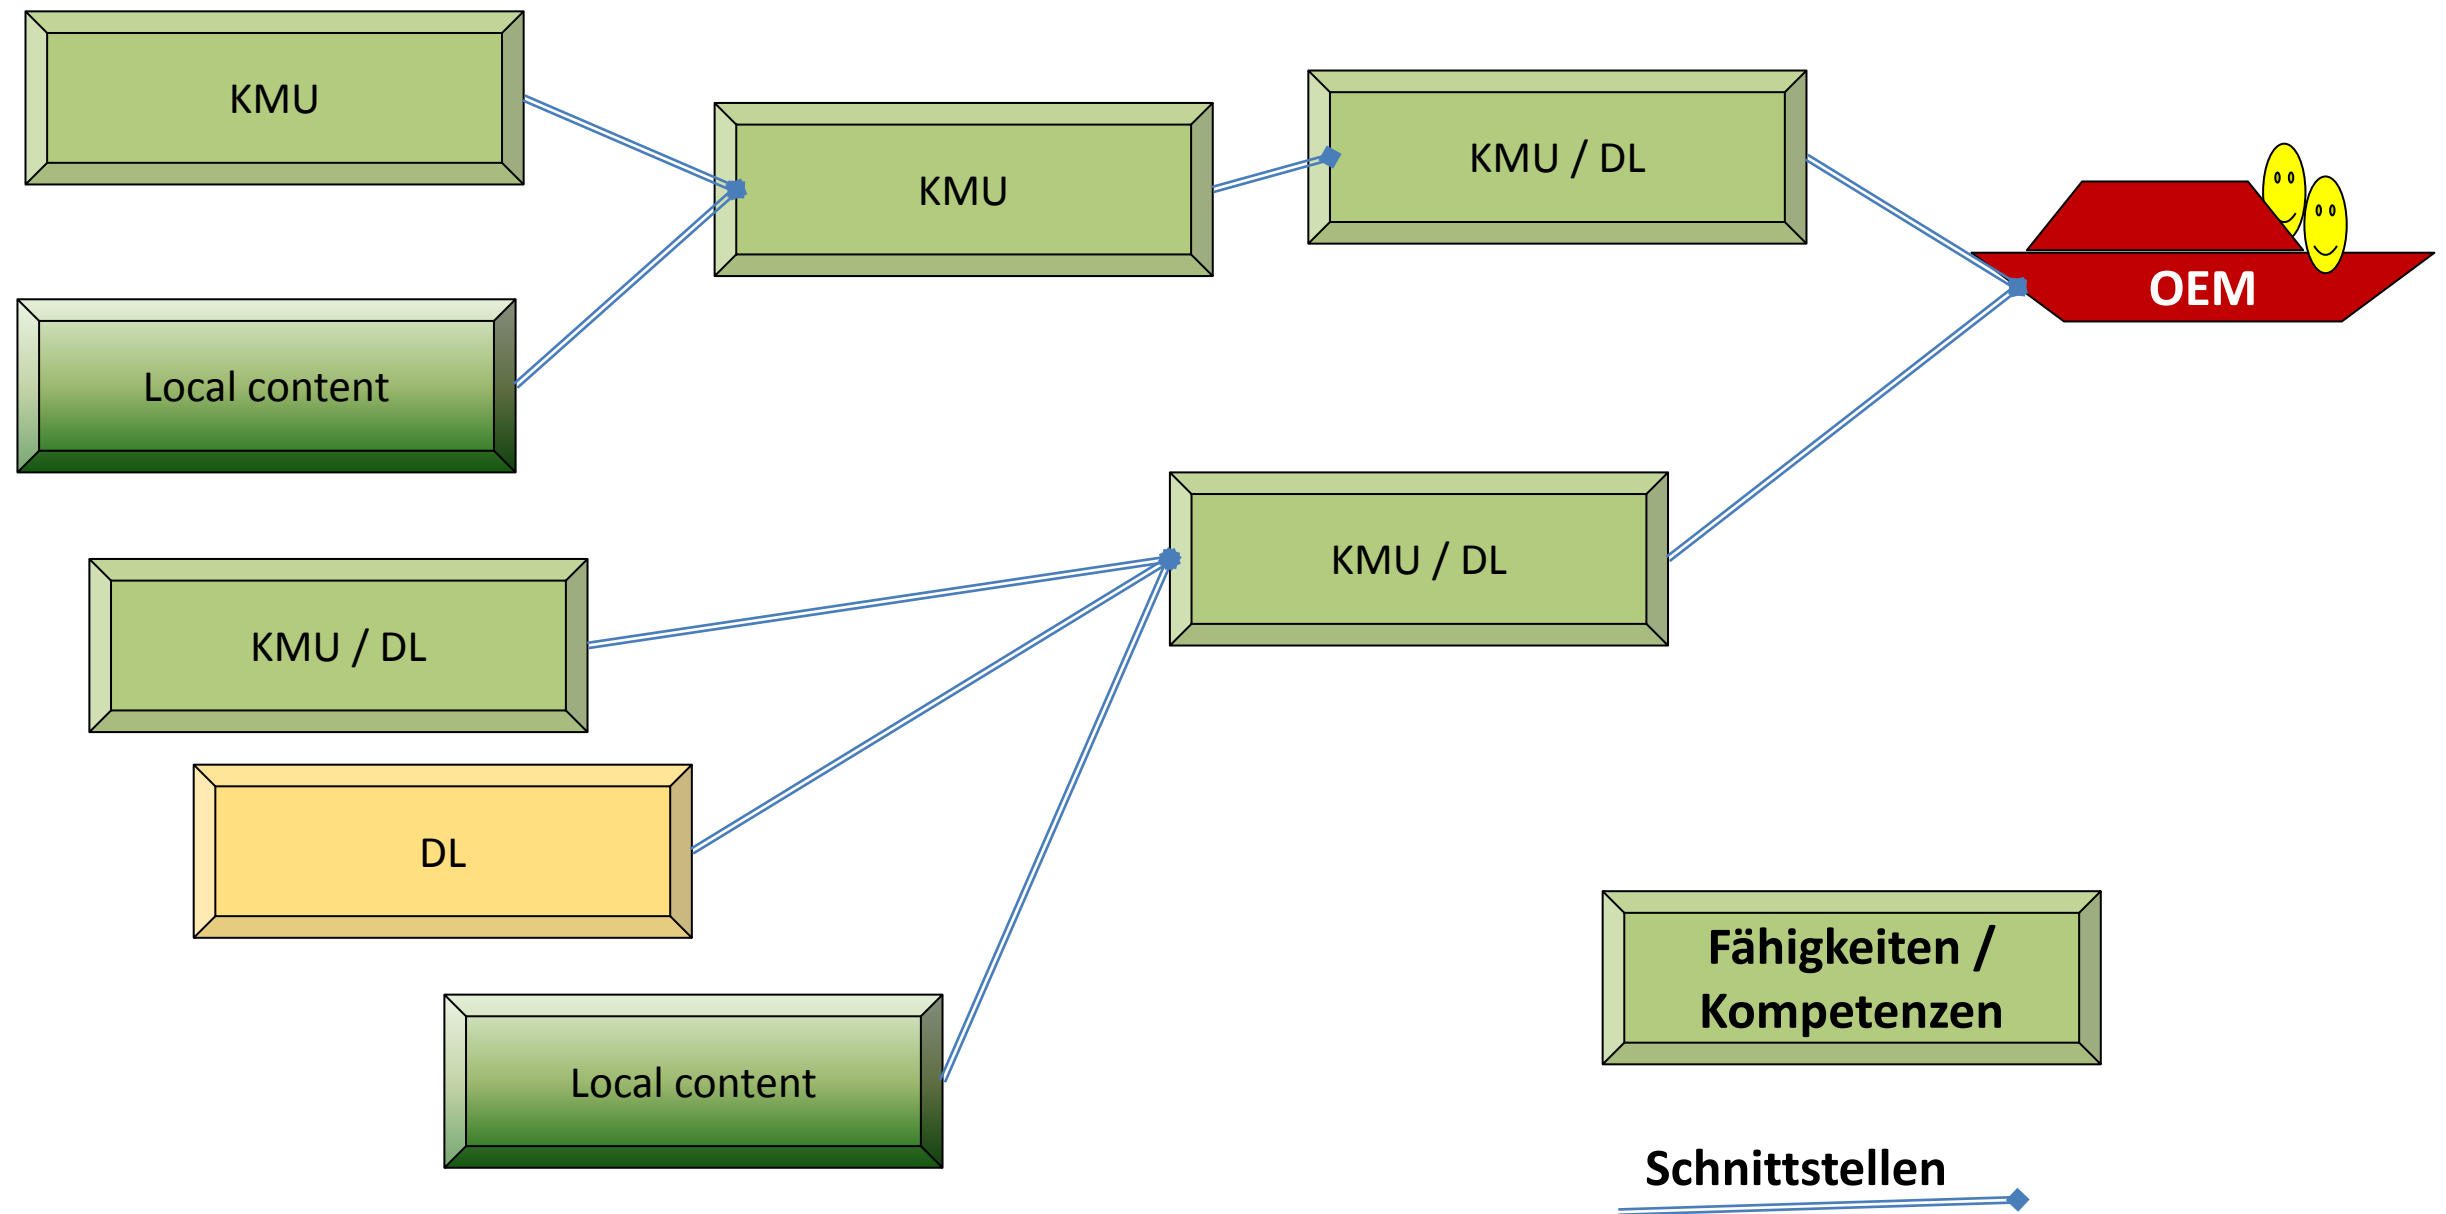 KMU
KMU
KMU / DL
OEM
Local content
KMU / DL
KMU / DL
DL
Local content
Fähigkeiten /
Kompetenzen
Schnittstellen